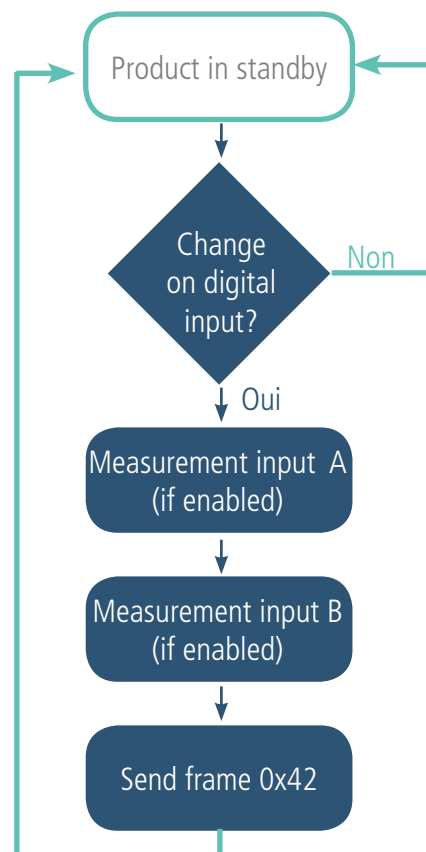 Product in standby
Change
on digital
input?
Non
Oui
Measurement input A
(if enabled)
Measurement input B
(if enabled)
Send frame 0x42